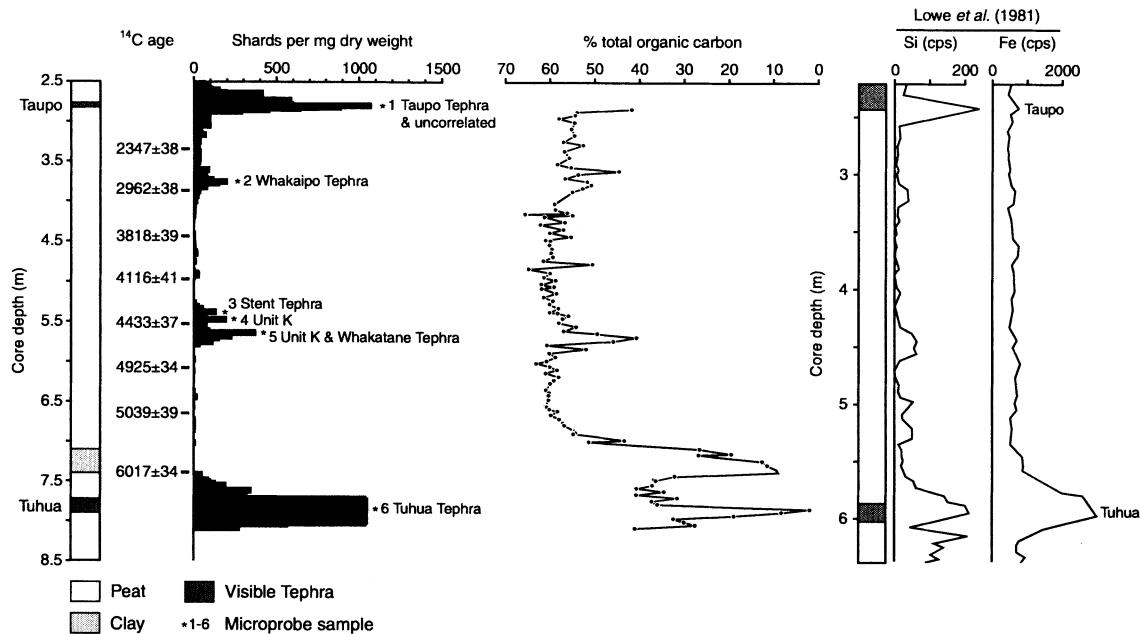 Lowe et al. (1981)
14C age
Shards per mg dry weight
% total organic carbon
Si (cps)
Fe (cps)
0 500 1000 1500
70 60 50 40 30 20 10 0
0 200
0 2000
2.5
3.5
4.5
5.5
6.5
7.5
8.5
Core depth (m)
Taupo
Tuhua
2347±38
2962±38
3818±39
4116±41
4433±37
4925±34
5039±39
6017±34
*1 Taupo Tephra
& uncorrelated
*2 Whakaipo Tephra
3 Stent Tephra
*
*4 Unit K
*5 Unit K & Whakatane Tephra
*6 Tuhua Tephra
Core depth (m)
3
4
5
6
Taupo
Tuhua
Peat
Visible Tephra
Clay
*1-6 Microprobe sample